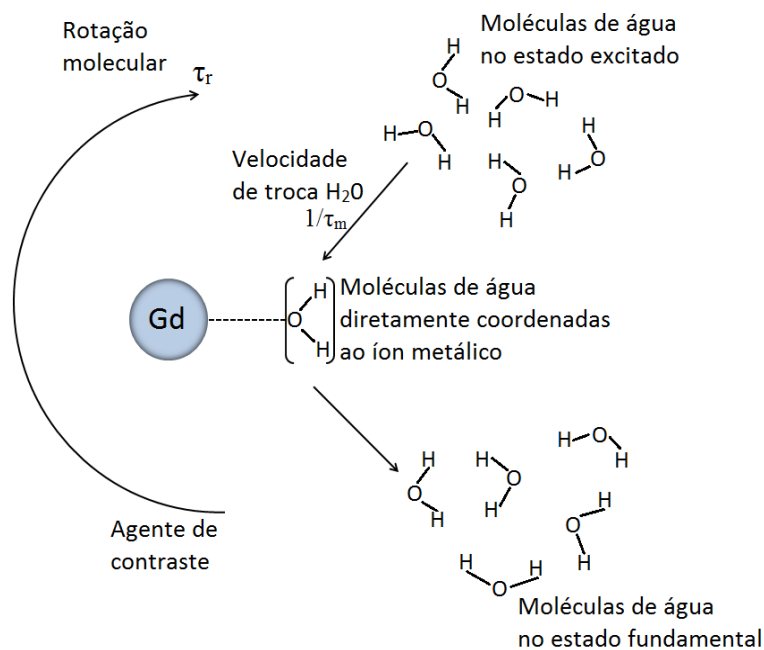 Rotação
molecular
τr
Moléculas de água
no estado excitado
H
O
H
O H
H
H O
H
H
O
H
H
O
H
Velocidade
de troca H20
1/τm
Gd
H
O
H
Moléculas de água
diretamente coordenadas
ao íon metálico
H
O
H
H
O
H
H O
H
H
O
H
H
H
O
Agente de
contraste
Moléculas de água
no estado fundamental